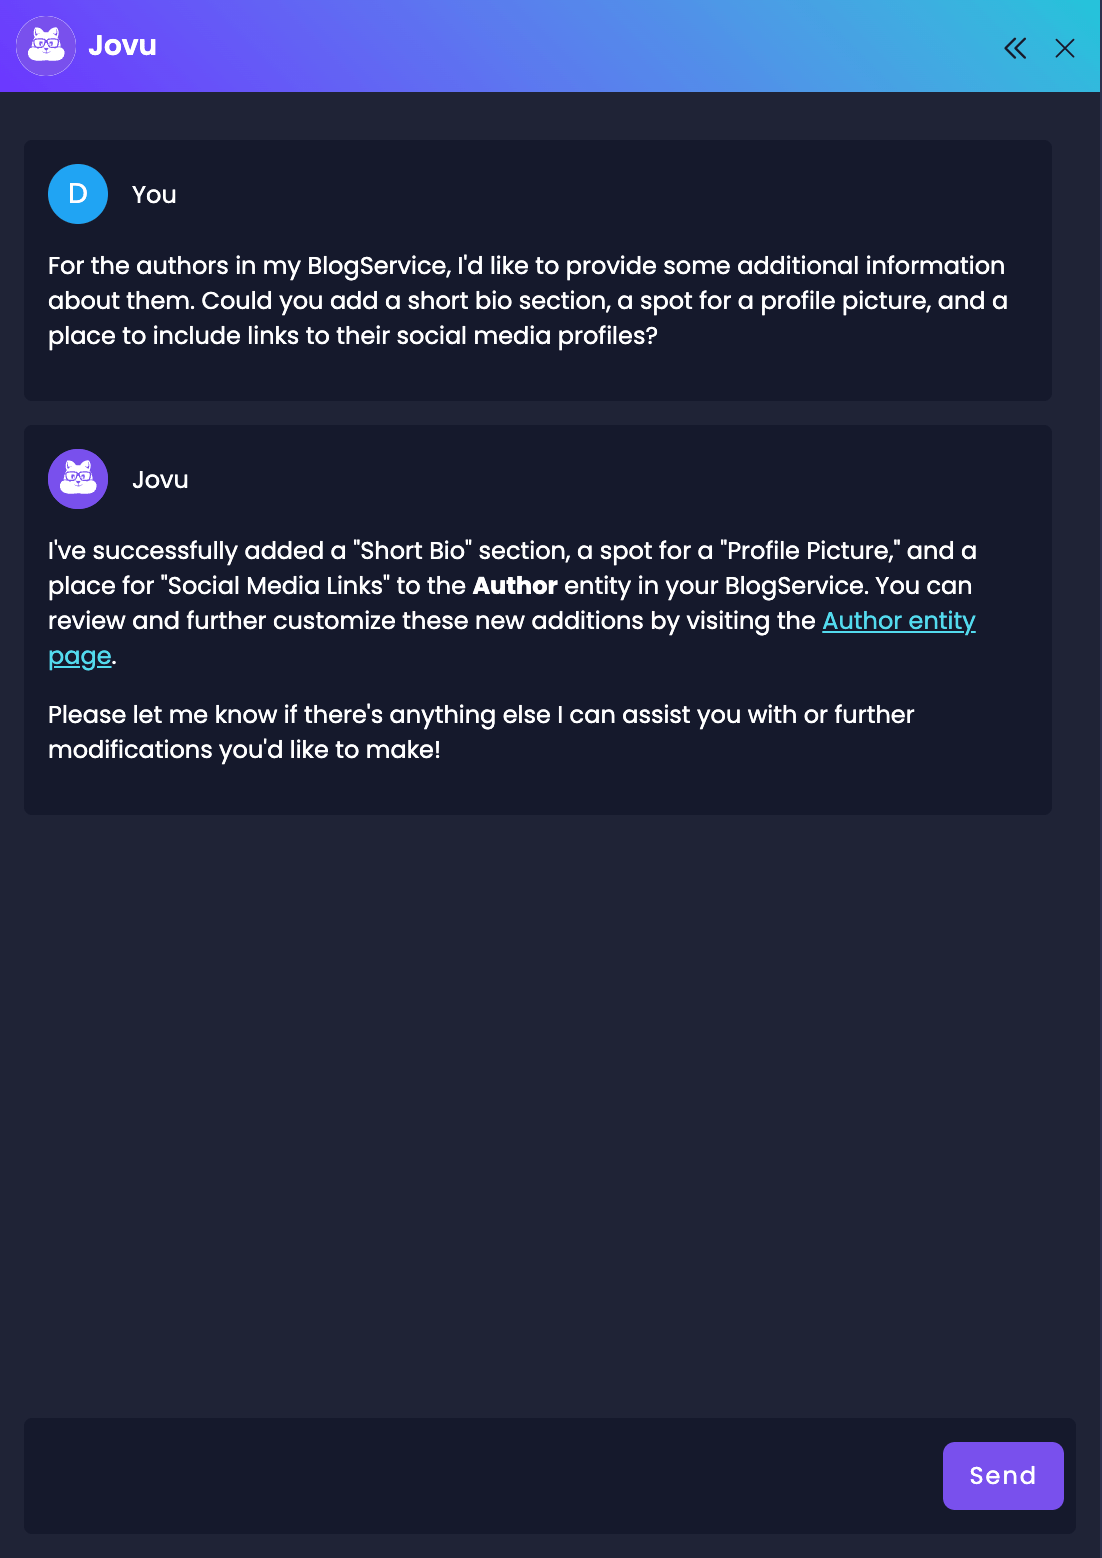 Jovu
D You
For the authors in my BlogService, I'd like to provide some additional information
about them. Could you add a short bio section, a spot for a profile picture, and a
place to include links to their social media profiles?
Jovu
I've successfully added a "Short Bio" section, a spot for a "Profile Picture," and a
place for "Social Media Links" to the Author entity in your BlogService. You can
review and further customize these new additions by visiting the Author entity
page.
Please let me know if there's anything else I can assist you with or further
modifications you'd like to make!
Send